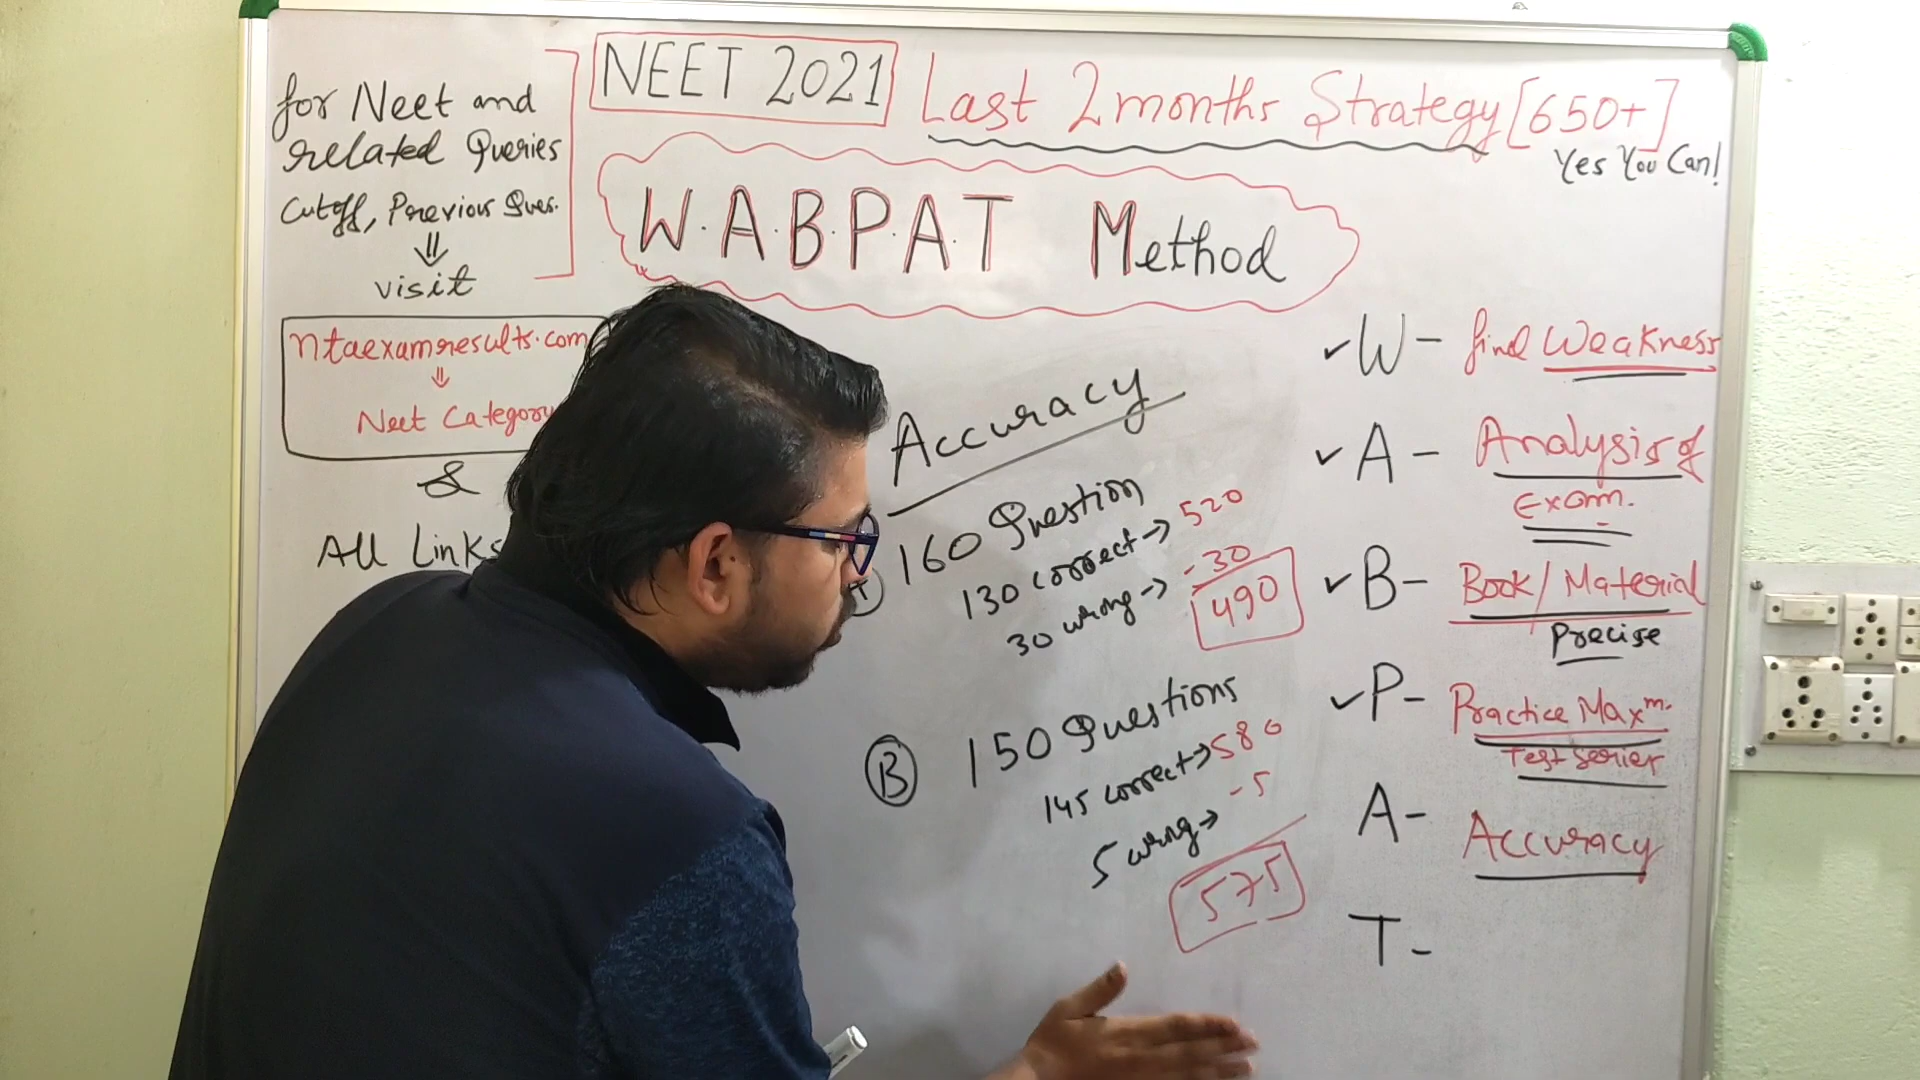 NEET 2021 Last 2 months Strategy [650+]
Yes You Can!
for Neet and
related Queries
Cutoff, Previous Ques.
⇓
visit
ntaexamresults.com
⇓
Neet Category
&
All Links
W.A.B.P.A.T Method
Accuracy
160 Question
130 correct → 520
30 wrong → -30
490
B 150 Questions
145 correct → 580
5 wrng → -5
575
✓ W - find Weakness
✓ A - Analysis of
Exam.
✓ B - Book/Material
Precise
✓ P - Practice Maxm.
Test Series
A - Accuracy
T -